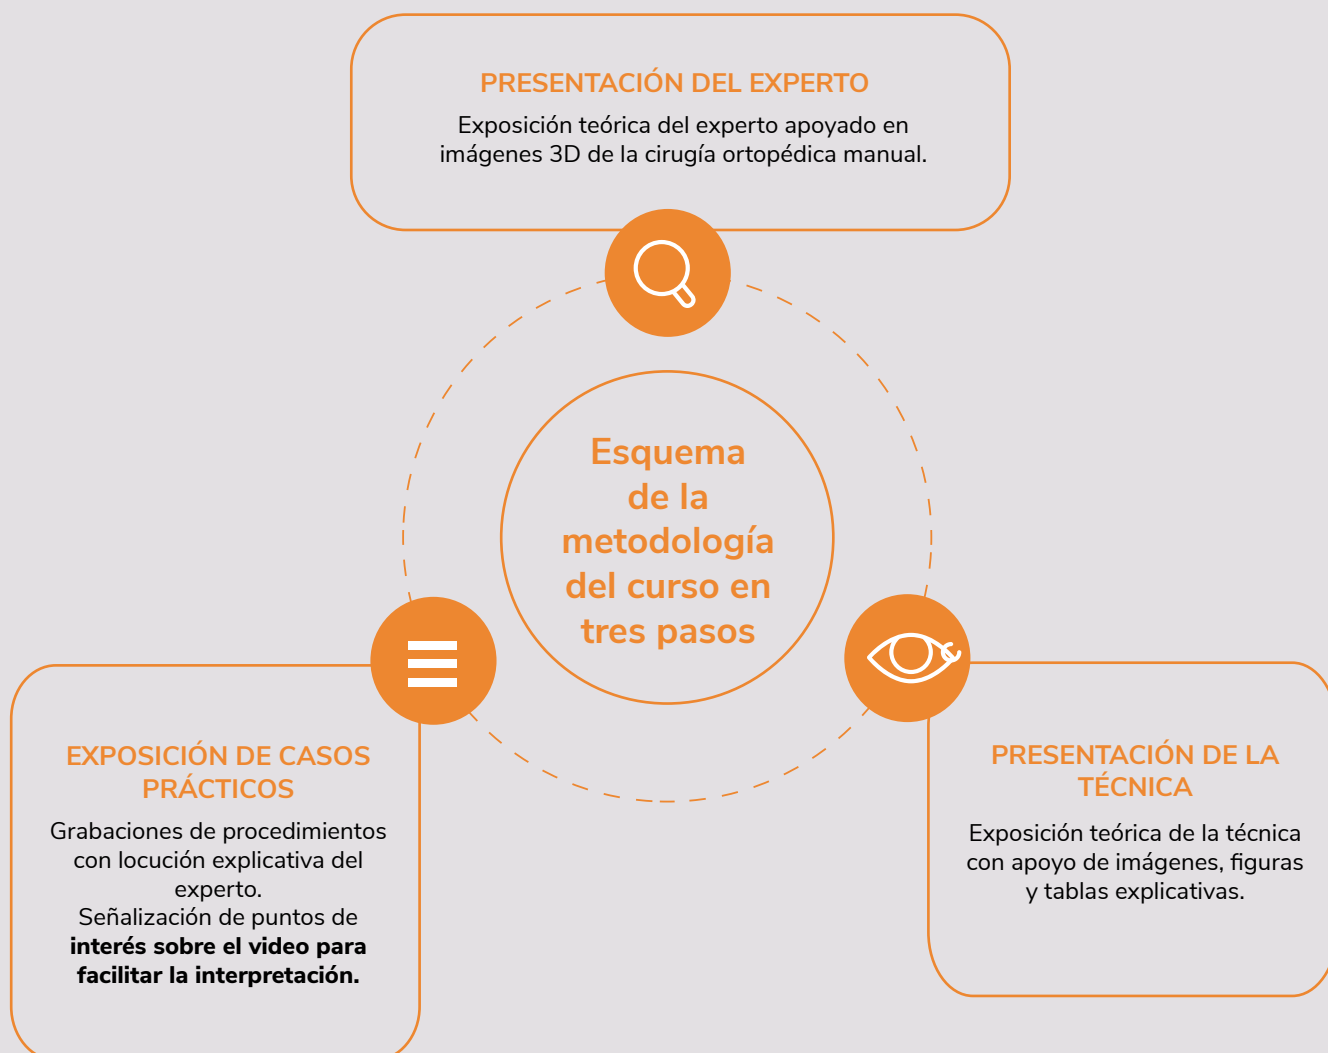 PRESENTACIÓN DEL EXPERTO
Exposición teórica del experto apoyado en
imágenes 3D de la cirugía ortopédica manual.
Esquema
de la
metodología
del curso en
tres pasos
EXPOSICIÓN DE CASOS
PRÁCTICOS
Grabaciones de procedimientos
con locución explicativa del
experto.
Señalización de puntos de
interés sobre el video para
facilitar la interpretación.
PRESENTACIÓN DE LA
TÉCNICA
Exposición teórica de la técnica
con apoyo de imágenes, figuras
y tablas explicativas.